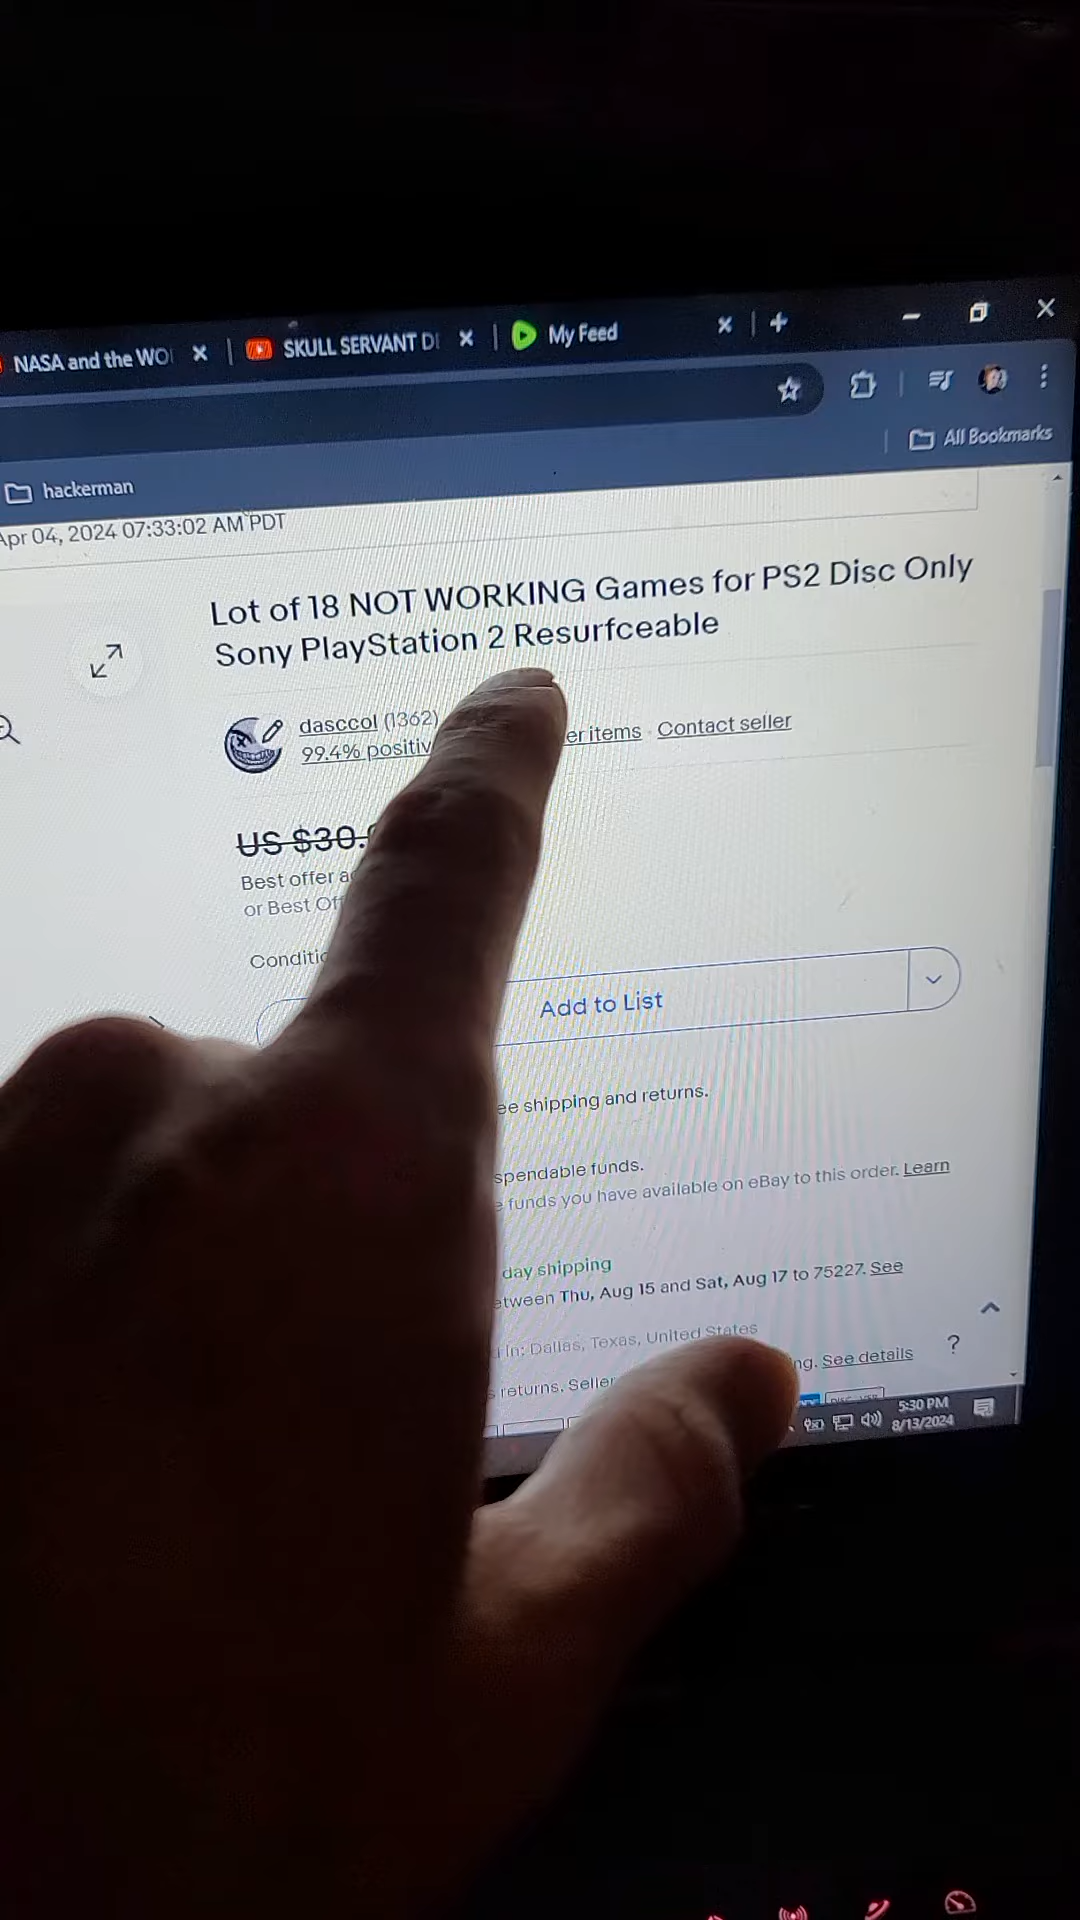 NASA and the WO
SKULL SERVANT DI
My Feed
All Bookmarks
hackerman
Apr 04, 2024 07:33:02 AM PDT
Lot of 18 NOT WORKING Games for PS2 Disc Only
Sony PlayStation 2 Resurfceable
dasccol (1362)
99.4% positiv
er items · Contact seller
US $30.
Best offer a
or Best Off
Conditio
Add to List
ee shipping and returns.
spendable funds.
e funds you have available on eBay to this order. Learn
day shipping
etween Thu, Aug 15 and Sat, Aug 17 to 75227. See
d in: Dallas, Texas, United States
ng. See details
?
s returns. Seller
5:30 PM
8/13/2024